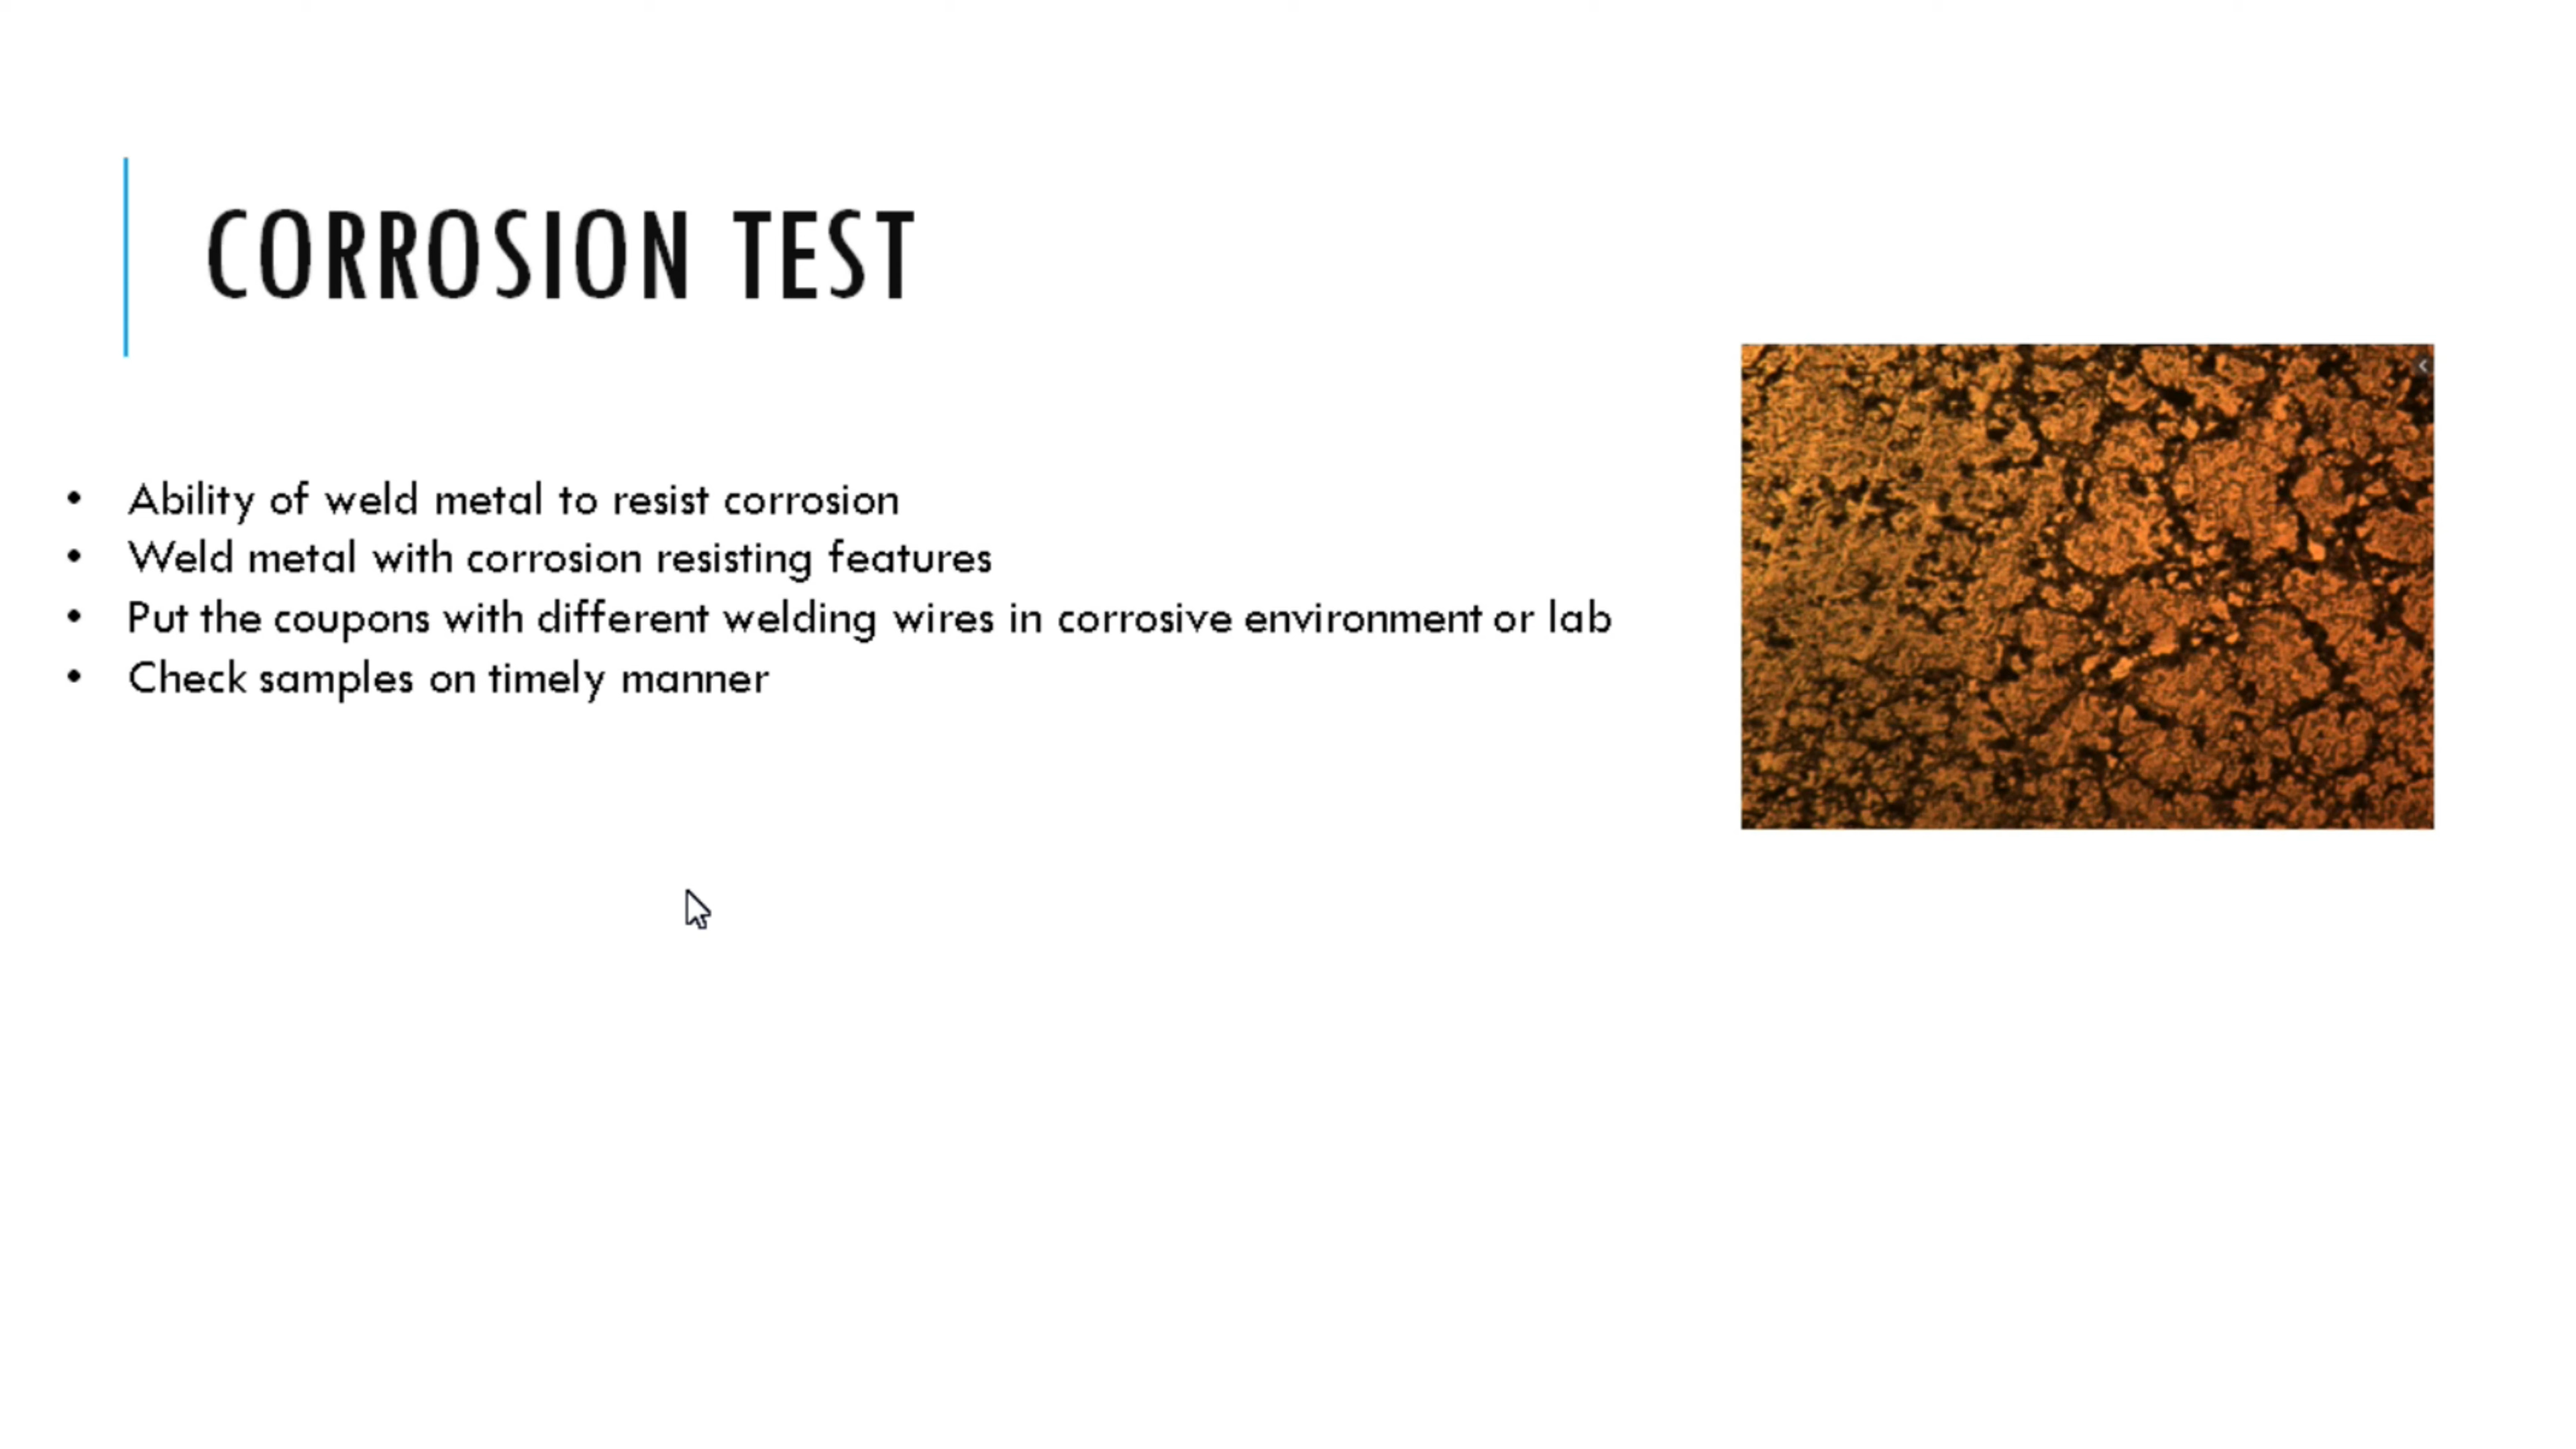 CORROSION TEST
• Ability of weld metal to resist corrosion
• Weld metal with corrosion resisting features
• Put the coupons with different welding wires in corrosive environment or lab
• Check samples on timely manner